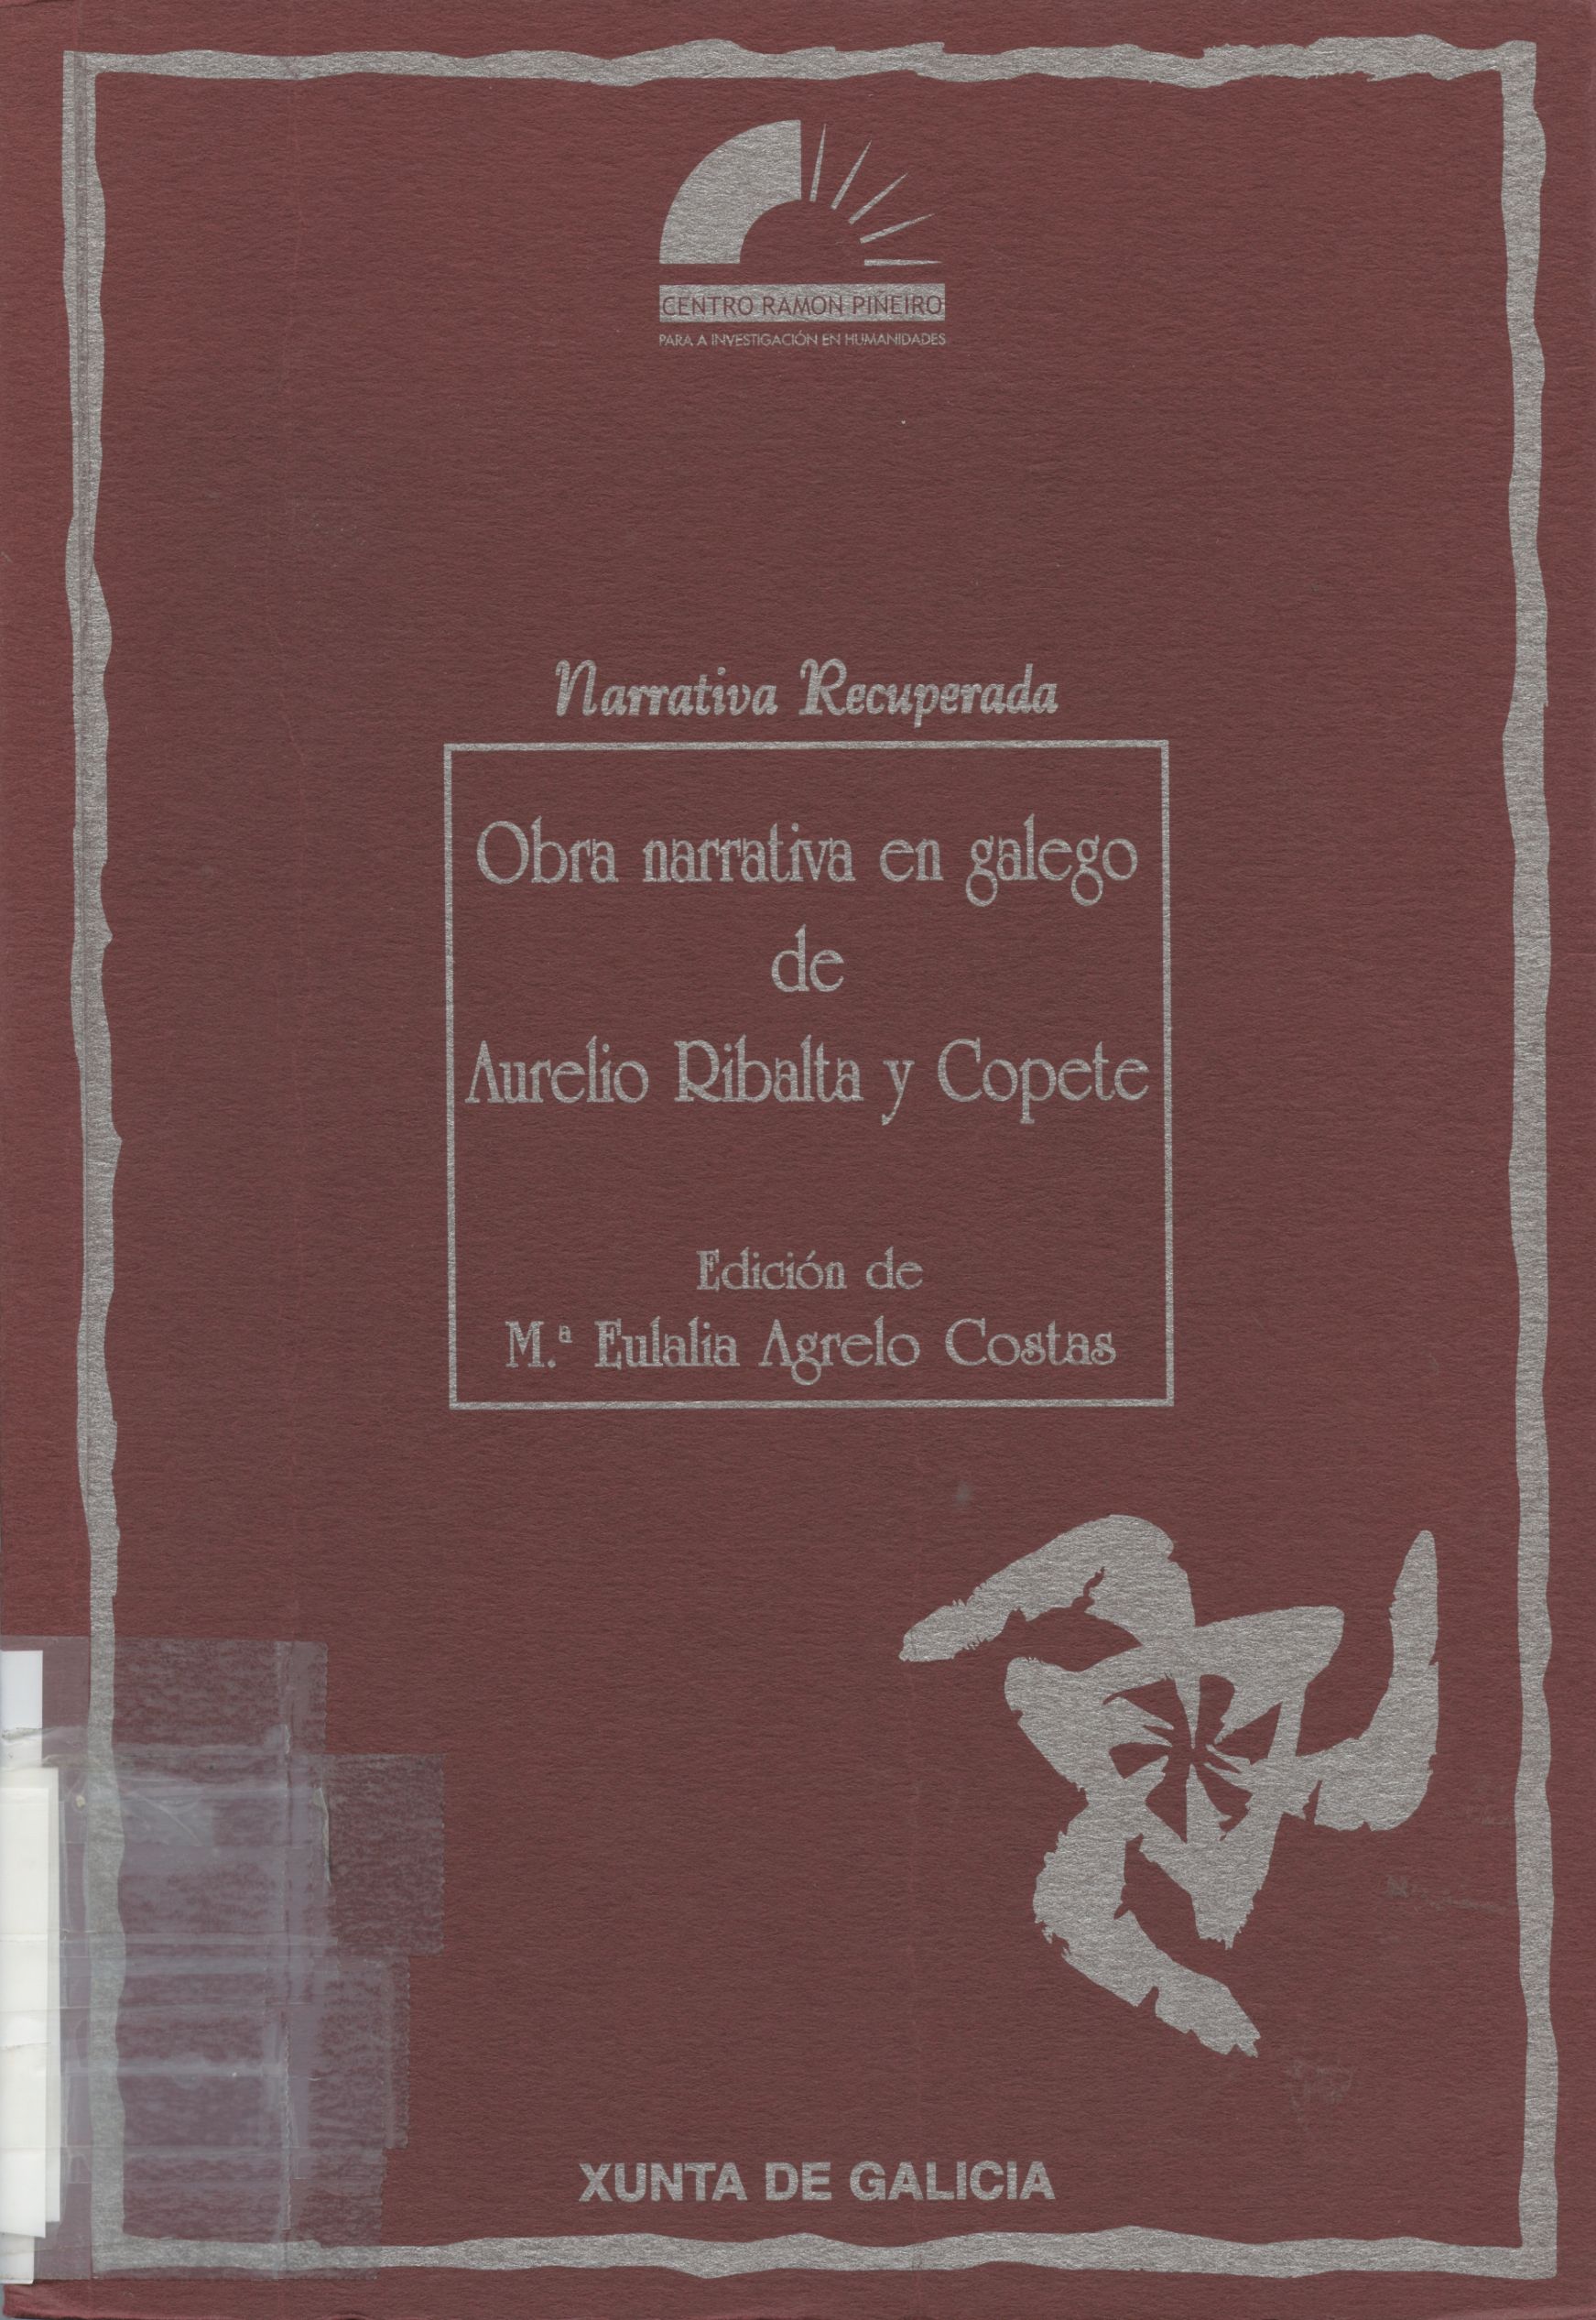 CENTRO RAMON PIÑEIRO
PARA A INVESTIGACIÓN EN HUMANIDADES
Narrativa Recuperada
Obra narrativa en galego
de
Aurelio Ribalta y Copete
Edición de
M.ª Eulalia Agrelo Costas
XUNTA DE GALICIA